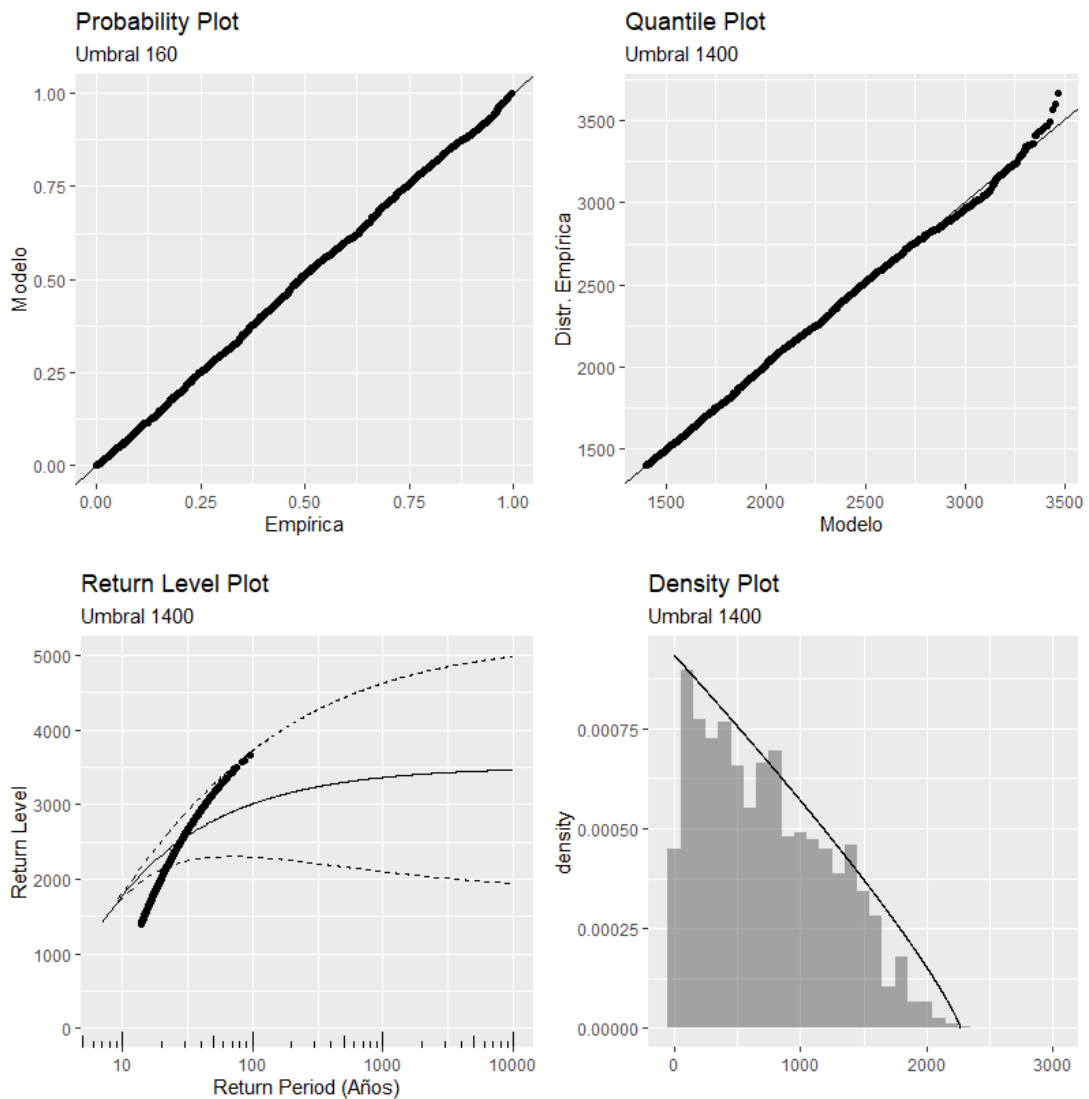 Probability Plot
Umbral 160
1.00
0.75
0.50
0.25
0.00
Modelo
0.00 0.25 0.50 0.75 1.00
Empírica
Quantile Plot
Umbral 1400
3500
3000
2500
2000
1500
Distr. Empírica
1500 2000 2500 3000 3500
Modelo
Return Level Plot
Umbral 1400
5000
4000
3000
2000
1000
0
Return Level
10 100 1000 10000
Return Period (Años)
Density Plot
Umbral 1400
0.00075
0.00050
0.00025
0.00000
density
0 1000 2000 3000